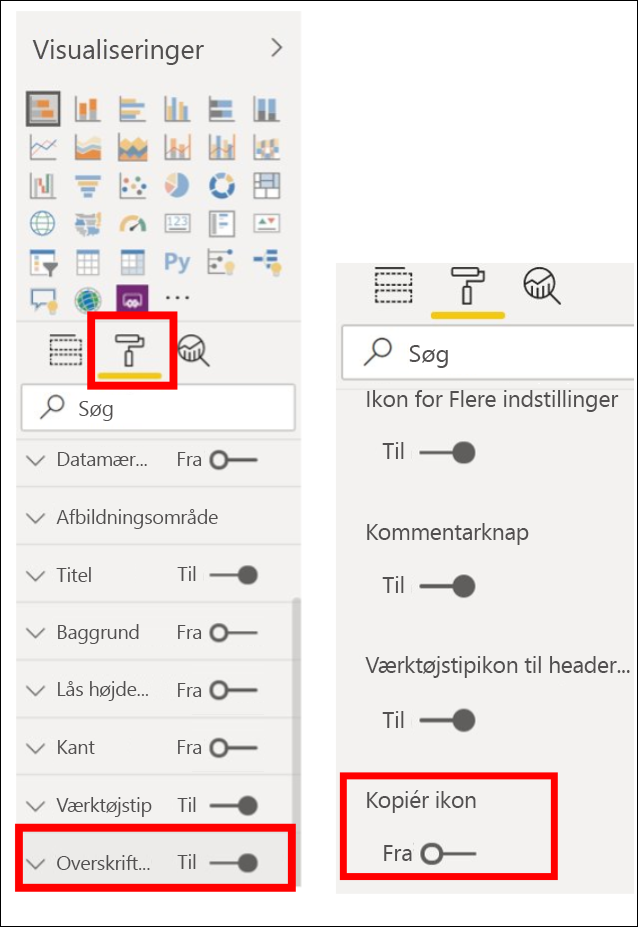 Visualiseringer
123
Py
Søg
Datamær... Fra
Afbildningsområde
Titel Til
Baggrund Fra
Lås højde... Fra
Kant Fra
Værktøjstip Til
Overskrift... Til
Søg
Ikon for Flere indstillinger
Til
Kommentarknap
Til
Værktøjstipikon til header...
Til
Kopiér ikon
Fra